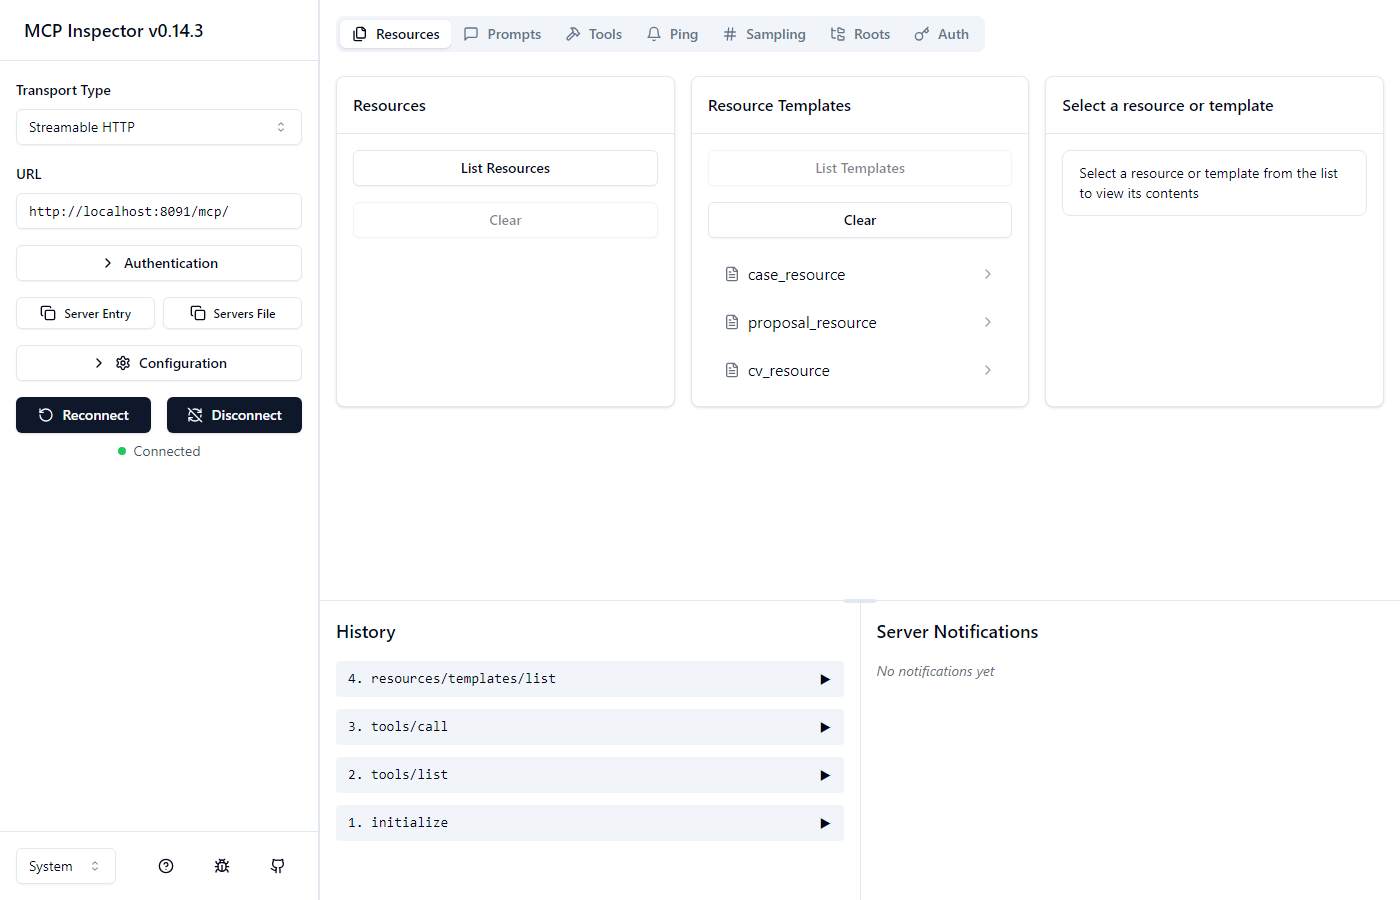 MCP Inspector v0.14.3
Transport Type
Streamable HTTP
URL
http://localhost:8091/mcp/
Authentication
Server Entry
Servers File
Configuration
Reconnect
Disconnect
Connected
System
Resources
Prompts
Tools
Ping
Sampling
Roots
Auth
Resources
List Resources
Clear
Resource Templates
List Templates
Clear
case_resource
proposal_resource
cv_resource
Select a resource or template
Select a resource or template from the list
to view its contents
History
4. resources/templates/list
3. tools/call
2. tools/list
1. initialize
Server Notifications
No notifications yet